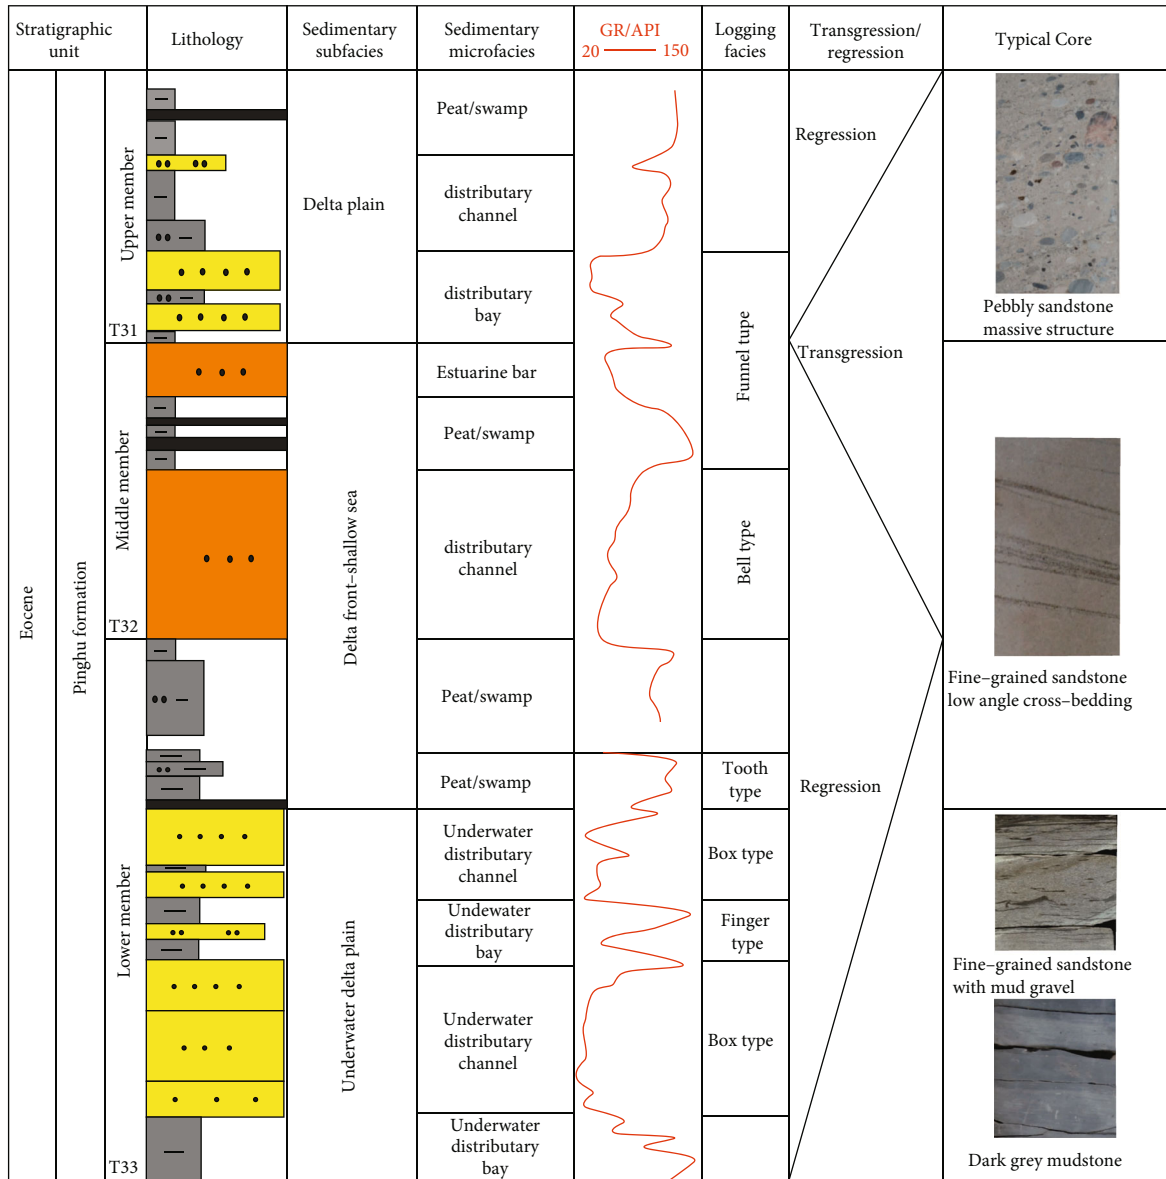 Stratigraphic
unit
Lithology
Sedimentary
subfacies
Sedimentary
microfacies
GR/API
20 150
Logging
facies
Transgression/
regression
Typical Core
Eocene
Pinghu formation
Upper member
T31
Middle member
T32
Lower member
T33
Delta plain
Delta front–shallow sea
Underwater delta plain
Peat/swamp
distributary
channel
distributary
bay
Estuarine bar
Peat/swamp
distributary
channel
Peat/swamp
Peat/swamp
Underwater
distributary
channel
Undewater
distributary
bay
Underwater
distributary
channel
Underwater
distributary
bay
Funnel tupe
Bell type
Tooth
type
Box type
Finger
type
Box type
Regression
Transgression
Regression
Pebbly sandstone
massive structure
Fine–grained sandstone
low angle cross–bedding
Fine–grained sandstone
with mud gravel
Dark grey mudstone